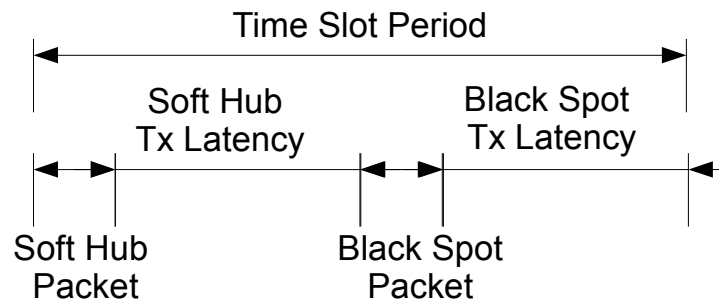 Time Slot Period
Soft Hub
Tx Latency
Black Spot
Tx Latency
Soft Hub
Packet
Black Spot
Packet